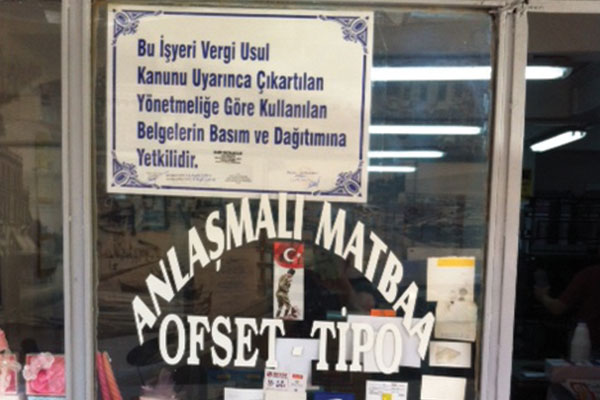 Bu İşyeri Vergi Usul
Kanunu Uyarınca Çıkartılan
Yönetmeliğe Göre Kullanılan
Belgelerin Basım ve Dağıtımına
Yetkilidir.
ANLAŞMALI MATBAA
OFSET - TİPO